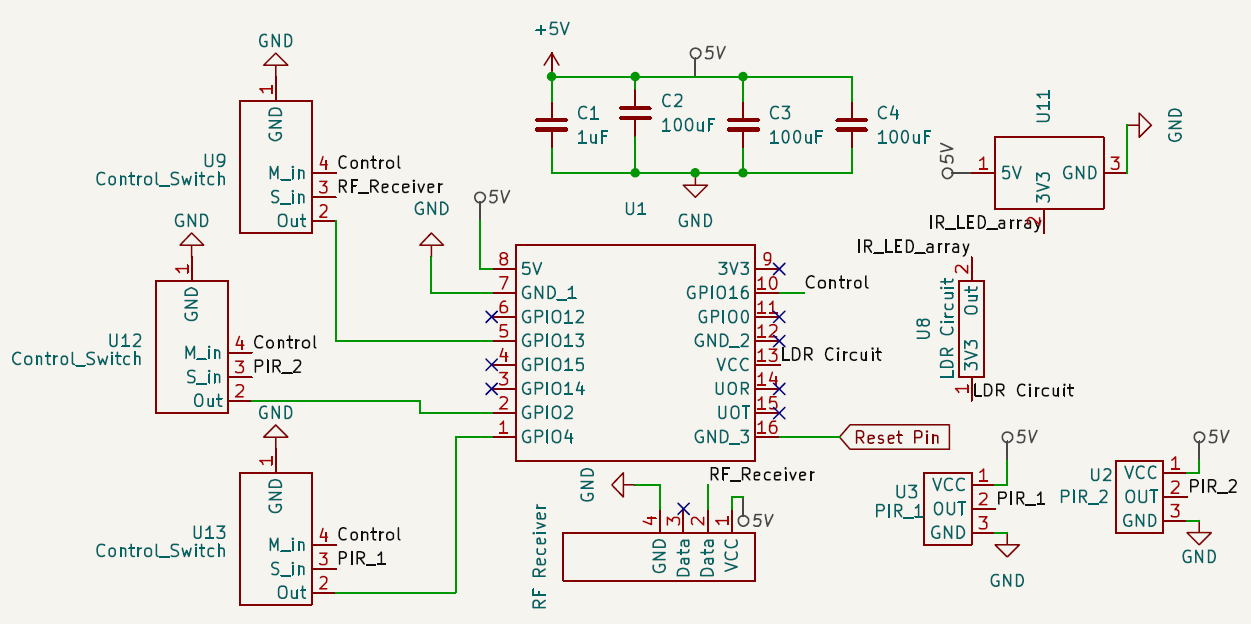 +5V
5V
C1
1uF
C2
100uF
C3
100uF
C4
100uF
GND
GND
1
GND
U9
Control_Switch
M_in
4
Control
S_in
3
RF_Receiver
Out
2
GND
1
GND
U12
Control_Switch
M_in
4
Control
S_in
3
PIR_2
Out
2
GND
1
GND
U13
Control_Switch
M_in
4
Control
S_in
3
PIR_1
Out
2
GND
5V
U1
8
5V
7
GND_1
6
GPIO12
5
GPIO13
4
GPIO15
3
GPIO14
2
GPIO2
1
GPIO4
3V3
9
GPIO16
10
Control
GPIO0
11
GND_2
12
VCC
13
LDR Circuit
UOR
14
UOT
15
GND_3
16
Reset Pin
GND
RF_Receiver
5V
4
3
2
1
GND
Data
Data
VCC
RF Receiver
U11
GND
5V
1
5V
3V3
GND
3
2
IR_LED_array
IR_LED_array
2
Out
U8
LDR Circuit
3V3
1
LDR Circuit
5V
U3
PIR_1
VCC
1
OUT
2
PIR_1
GND
3
GND
5V
U2
PIR_2
VCC
1
OUT
2
PIR_2
GND
3
GND